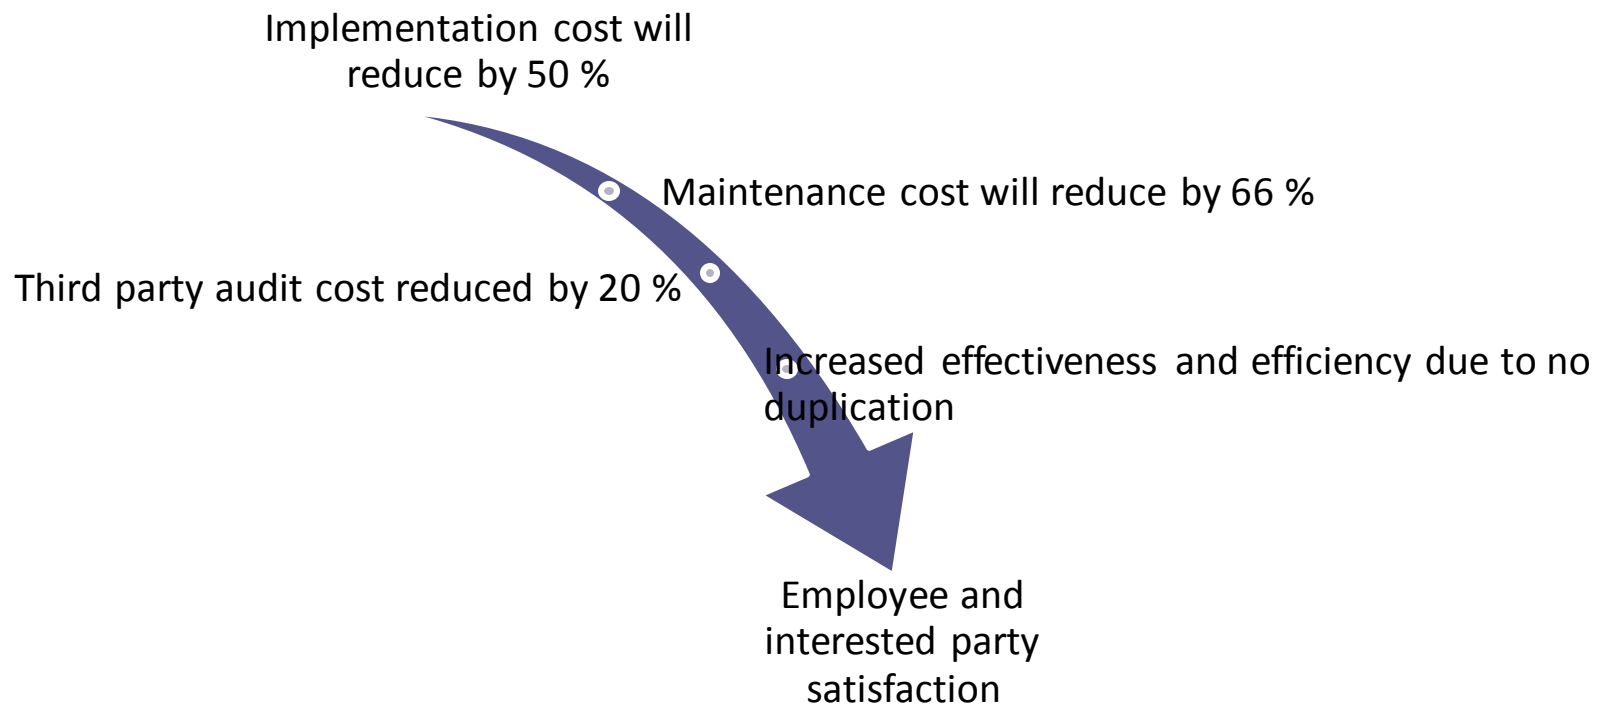 Implementation cost will
reduce by 50 %
Maintenance cost will reduce by 66 %
Third party audit cost reduced by 20 %
Increased effectiveness and efficiency due to no
duplication
Employee and
interested party
satisfaction